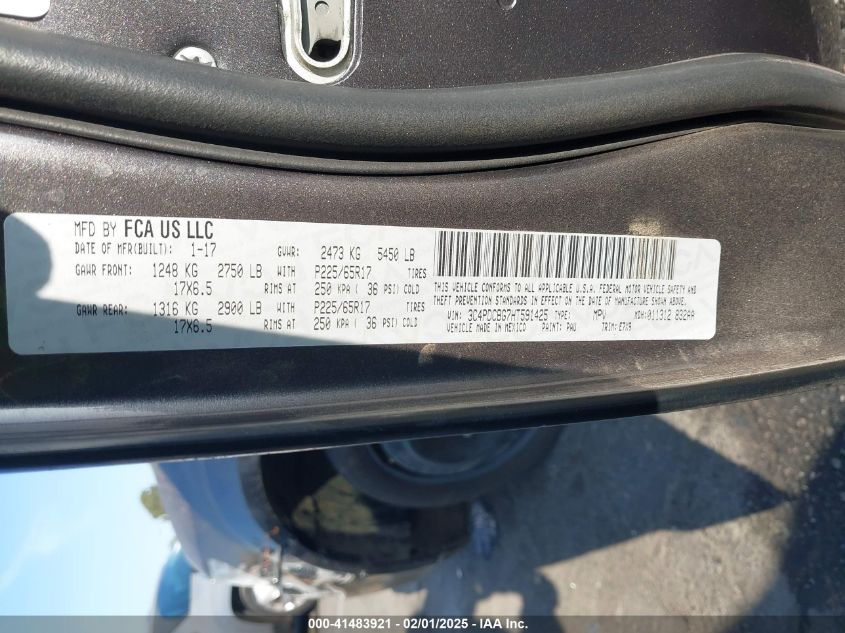 MFD BY FCA US LLC
DATE OF MFR(BUILT): 1-17 GVWR: 2473 KG 5450 LB
GAWR FRONT: 1248 KG 2750 LB WITH P225/65R17 TIRES
17X6.5 RIMS AT 250 KPA ( 36 PSI) COLD
GAWR REAR: 1316 KG 2900 LB WITH P225/65R17 TIRES
17X6.5 RIMS AT 250 KPA ( 36 PSI) COLD
THIS VEHICLE CONFORMS TO ALL APPLICABLE U.S.A. FEDERAL MOTOR VEHICLE SAFETY AND
THEFT PREVENTION STANDARDS IN EFFECT ON THE DATE OF MANUFACTURE SHOWN ABOVE.
VIN: 3C4PDCBG7HT591425 TYPE: MPV MDH:011312 832AA
MADE IN MEXICO PAINT: PAU TRIM: E7X9
000-41483921 | 02/01/2025 - IAA Inc.